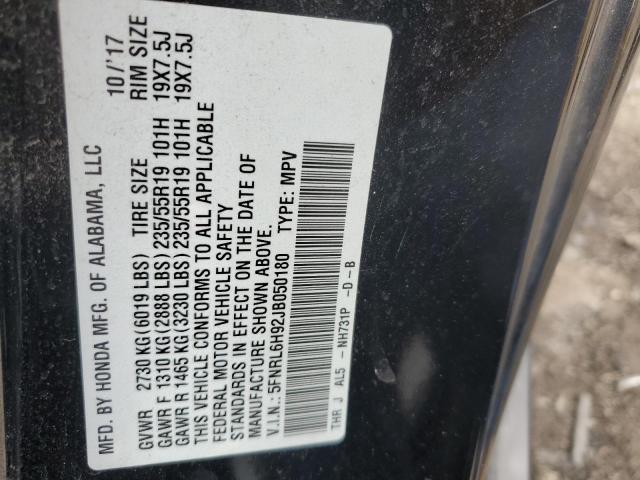 MFD. BY HONDA MFG. OF ALABAMA, LLC 10/'17
GVWR 2730 KG (6019 LBS) TIRE SIZE RIM SIZE
GAWR F 1310 KG (2888 LBS) 235/55R19 101H 19X7.5J
GAWR R 1465 KG (3230 LBS) 235/55R19 101H 19X7.5J
THIS VEHICLE CONFORMS TO ALL APPLICABLE
FEDERAL MOTOR VEHICLE SAFETY
STANDARDS IN EFFECT ON THE DATE OF
MANUFACTURE SHOWN ABOVE.
V.I.N.: 5FNRL6H92JB050180 TYPE: MPV
THR J AL5 -NH731P -D-B